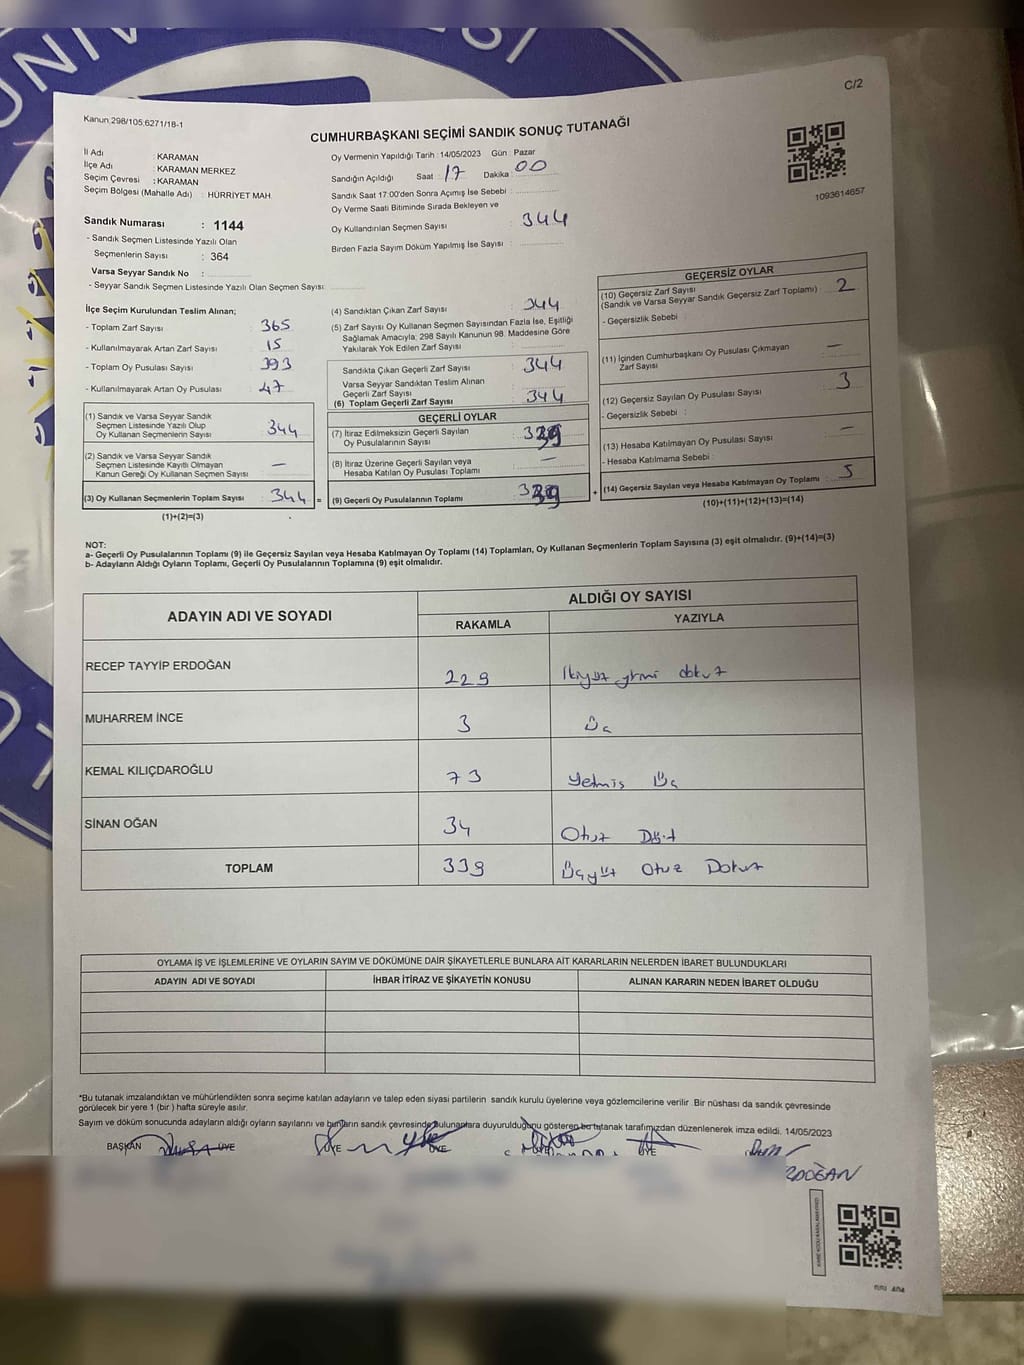 C/2
Kanun 298/105,6271/18-1
CUMHURBAŞKANI SEÇİMİ SANDIK SONUÇ TUTANAĞI
1093614657
İl Adı : KARAMAN
İlçe Adı : KARAMAN MERKEZ
Seçim Çevresi : KARAMAN
Seçim Bölgesi (Mahalle Adı) : HÜRRİYET MAH.
Oy Vermenin Yapıldığı Tarih :14/05/2023 Gün : Pazar
Sandığın Açıldığı Saat : 17 Dakika : 00
Sandık Saat 17:00'den Sonra Açımış İse Sebebi :
Oy Verme Saati Bitiminde Sırada Bekleyen ve
Oy Kullandırılan Seçmen Sayısı : 344
Birden Fazla Sayım Döküm Yapılmış İse Sayısı :
Sandık Numarası : 1144
- Sandık Seçmen Listesinde Yazılı Olan
Seçmenlerin Sayısı : 364
Varsa Seyyar Sandık No :
- Seyyar Sandık Seçmen Listesinde Yazılı Olan Seçmen Sayısı:
İlçe Seçim Kurulundan Teslim Alınan;
- Toplam Zarf Sayısı : 365
- Kullanılmayarak Artan Zarf Sayısı : 15
- Toplam Oy Pusulası Sayısı : 393
- Kullanılmayarak Artan Oy Pusulası : 47
(1) Sandık ve Varsa Seyyar Sandık
Seçmen Listesinde Yazılı Olup
Oy Kullanan Seçmenlerin Sayısı : 344
(2) Sandık ve Varsa Seyyar Sandık
Seçmen Listesinde Kayıtlı Olmayan
Kanun Gereği Oy Kullanan Seçmen Sayısı : —
(3) Oy Kullanan Seçmenlerin Toplam Sayısı : 344 =
(1)+(2)=(3)
(4) Sandıktan Çıkan Zarf Sayısı : 344
(5) Zarf Sayısı Oy Kullanan Seçmen Sayısından Fazla İse, Eşitliği
Sağlamak Amacıyla; 298 Sayılı Kanunun 98. Maddesine Göre
Yakılarak Yok Edilen Zarf Sayısı :
Sandıkta Çıkan Geçerli Zarf Sayısı : 344
Varsa Seyyar Sandıktan Teslim Alınan
Geçerli Zarf Sayısı :
(6) Toplam Geçerli Zarf Sayısı : 344
GEÇERLİ OYLAR
(7) İtiraz Edilmeksizin Geçerli Sayılan
Oy Pusulalarının Sayısı : 339
(8) İtiraz Üzerine Geçerli Sayılan veya
Hesaba Katılan Oy Pusulası Toplamı : —
(9) Geçerli Oy Pusulalarının Toplamı : 339 +
GEÇERSİZ OYLAR
(10) Geçersiz Zarf Sayısı
(Sandık ve Varsa Seyyar Sandık Geçersiz Zarf Toplamı) : 2
- Geçersizlik Sebebi :
(11) İçinden Cumhurbaşkanı Oy Pusulası Çıkmayan
Zarf Sayısı : —
(12) Geçersiz Sayılan Oy Pusulası Sayısı : 3
- Geçersizlik Sebebi :
(13) Hesaba Katılmayan Oy Pusulası Sayısı : —
- Hesaba Katılmama Sebebi :
(14) Geçersiz Sayılan veya Hesaba Katılmayan Oy Toplamı : 5
(10)+(11)+(12)+(13)=(14)
NOT:
a- Geçerli Oy Pusulalarının Toplamı (9) ile Geçersiz Sayılan veya Hesaba Katılmayan Oy Toplamı (14) Toplamları, Oy Kullanan Seçmenlerin Toplam Sayısına (3) eşit olmalıdır. (9)+(14)=(3)
b- Adayların Aldığı Oyların Toplamı, Geçerli Oy Pusulalarının Toplamına (9) eşit olmalıdır.
ADAYIN ADI VE SOYADI ALDIĞI OY SAYISI
RAKAMLA YAZIYLA
RECEP TAYYİP ERDOĞAN 229 İkiyüz yirmi dokuz
MUHARREM İNCE 3 Üç
KEMAL KILIÇDAROĞLU 73 Yetmiş Üç
SİNAN OĞAN 34 Otuz Dört
TOPLAM 339 Üçyüz Otuz Dokuz
OYLAMA İŞ VE İŞLEMLERİNE VE OYLARIN SAYIM VE DÖKÜMÜNE DAİR ŞİKAYETLERLE BUNLARA AİT KARARLARIN NELERDEN İBARET BULUNDUKLARI
ADAYIN ADI VE SOYADI İHBAR İTİRAZ VE ŞİKAYETİN KONUSU ALINAN KARARIN NEDEN İBARET OLDUĞU
*Bu tutanak imzalandıktan ve mühürlendikten sonra seçime katılan adayların ve talep eden siyasi partilerin sandık kurulu üyelerine veya gözlemcilerine verilir. Bir nüshası da sandık çevresinde
görülecek bir yere 1 (bir ) hafta süreyle asılır.
Sayım ve döküm sonucunda adayların aldığı oyların sayılarını ve bunların sandık çevresinde bulunanlara duyurulduğunu gösteren bu tutanak tarafımızdan düzenlenerek imza edildi. 14/05/2023
BAŞKAN ÜYE ÜYE ÜYE ÜYE